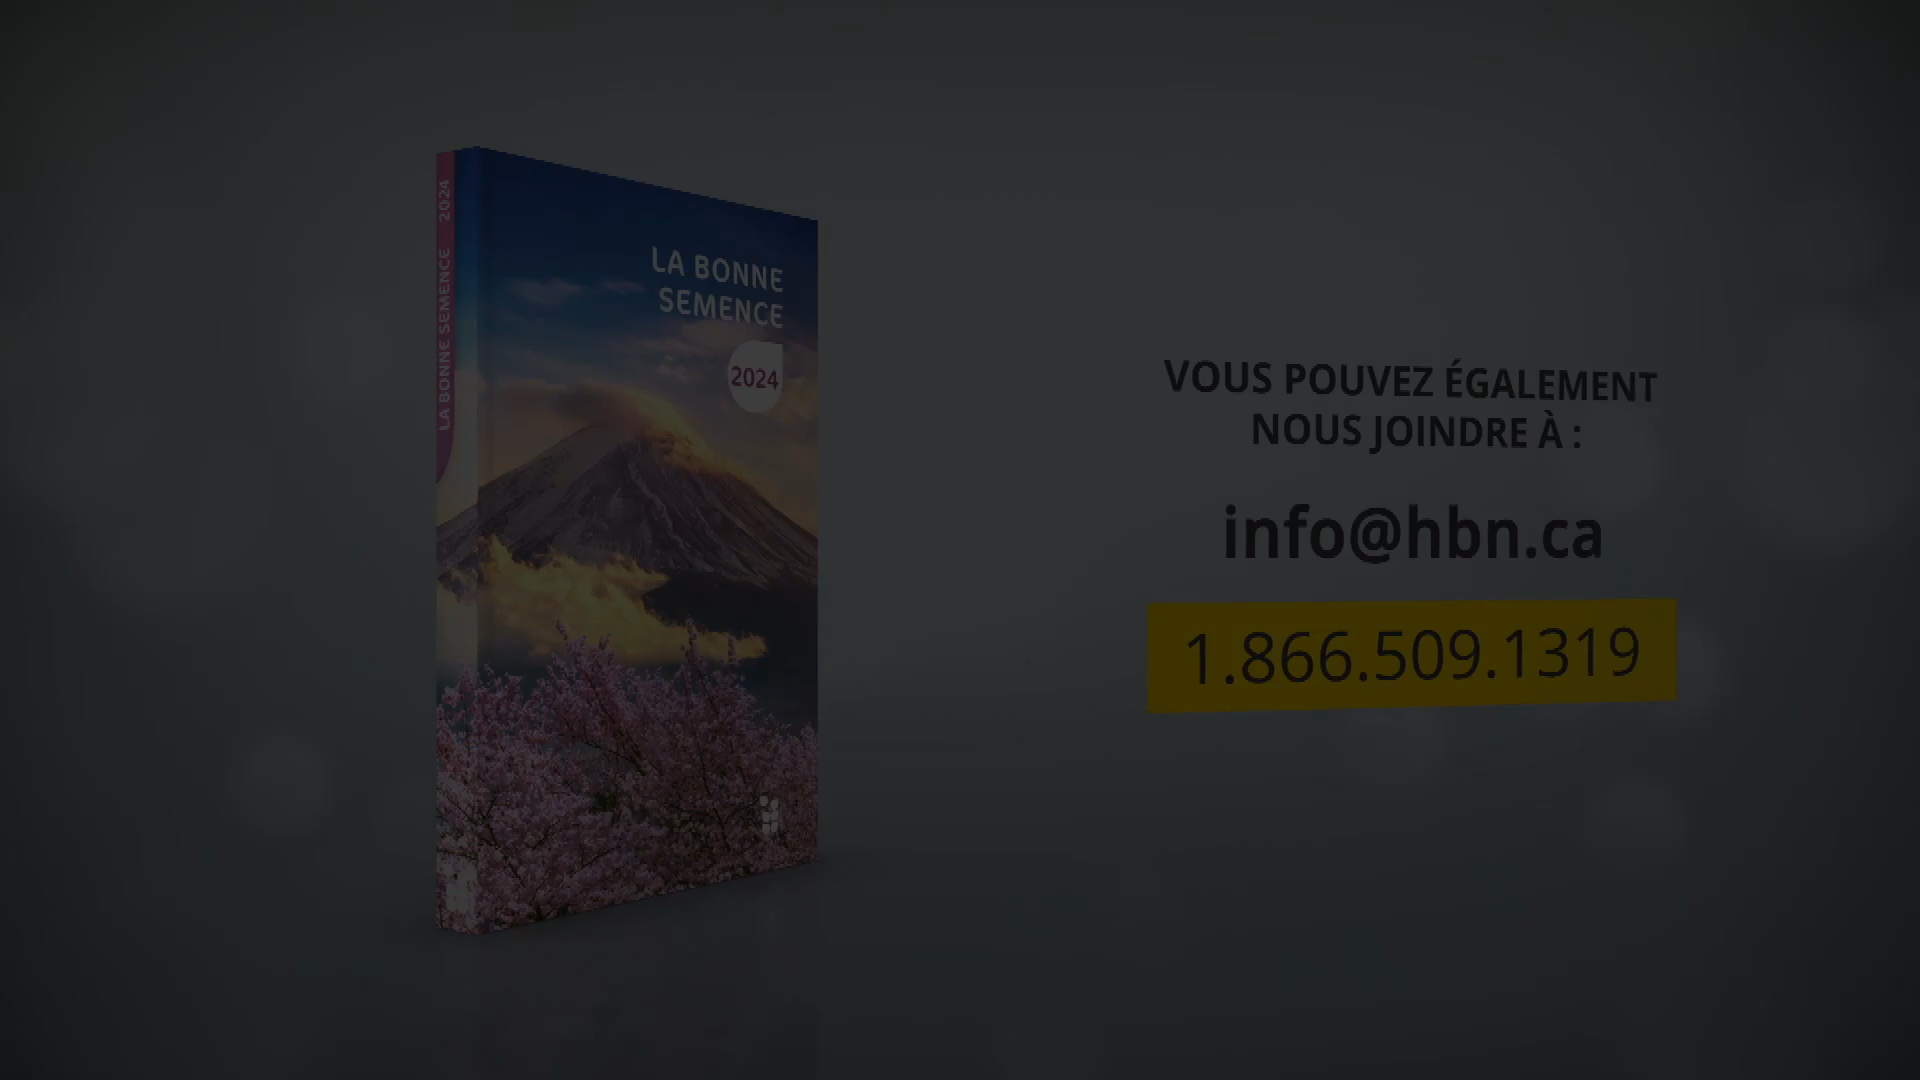 LA BONNE SEMENCE 2024
LA BONNE
SEMENCE
2024
VOUS POUVEZ ÉGALEMENT
NOUS JOINDRE À :
info@hbn.ca
1.866.509.1319